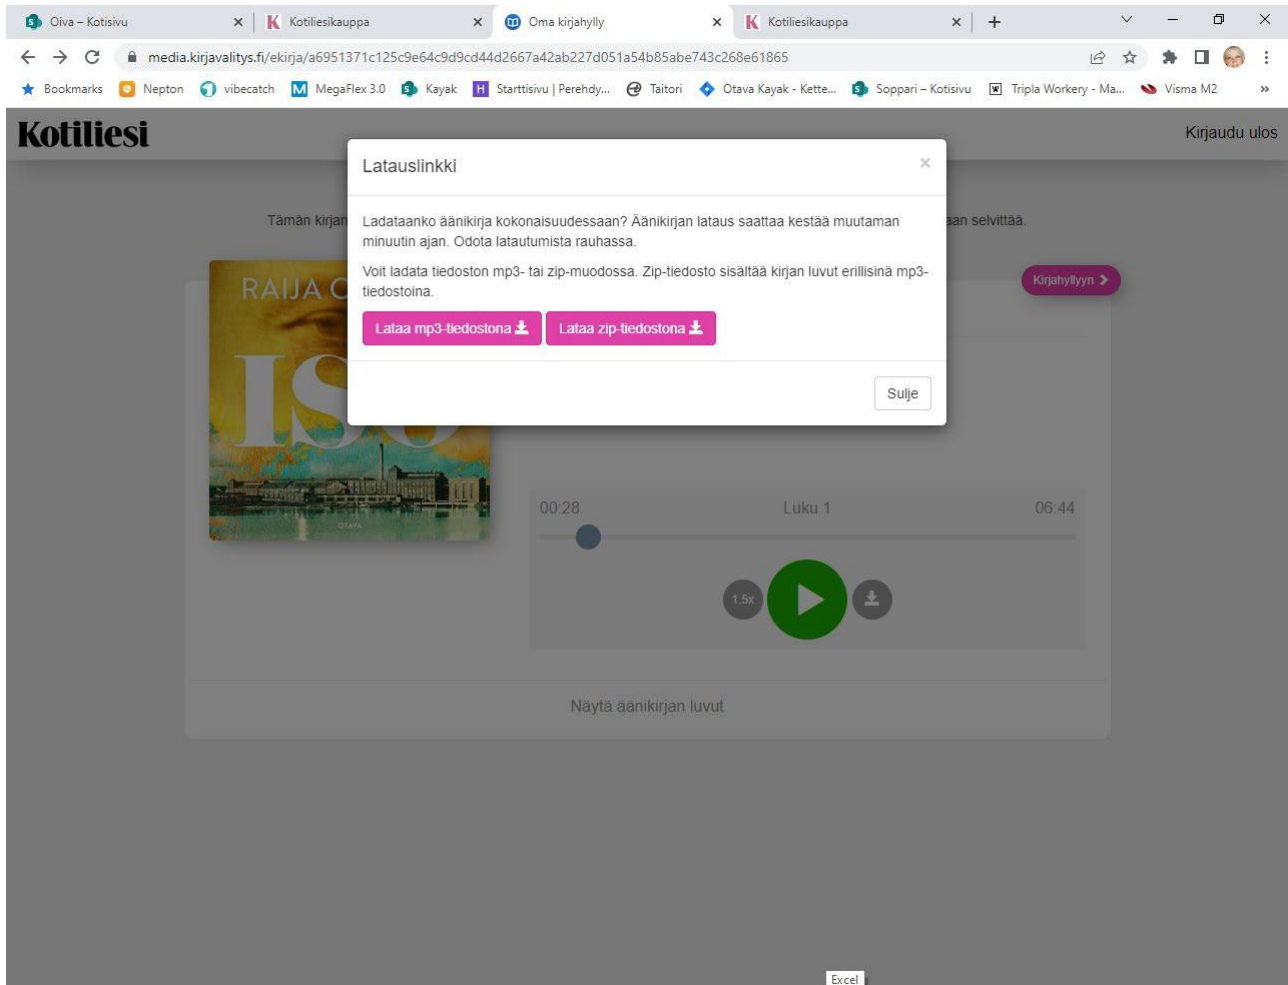 Oiva – Kotisivu
Kotiliesikauppa
Oma kirjahylly
Kotiliesikauppa
media.kirjavalitys.fi/ekirja/a6951371c125c9e64c9d9cd44d2667a42ab227d051a54b85abe743c268e61865
Bookmarks Nepton vibecatch MegaFlex 3.0 Kayak Starttisivu | Perehdy... Taitori Otava Kayak - Kette... Soppari – Kotisivu Tripla Workery - Ma... Visma M2 »
Kotiliesi
Kirjaudu ulos
Latauslinkki
Tämän kirjan
Ladataanko äänikirja kokonaisuudessaan? Äänikirjan lataus saattaa kestää muutaman
minuutin ajan. Odota latautumista rauhassa.
aan selvittää.
Voit ladata tiedoston mp3- tai zip-muodossa. Zip-tiedosto sisältää kirjan luvut erillisinä mp3-
tiedostoina.
Lataa mp3-tiedostona
Lataa zip-tiedostona
Sulje
Kirjahyllyyn
RAIJA
ISO
OTAVA
00:28 Luku 1 06:44
1.5x
Näytä äänikirjan luvut
Excel